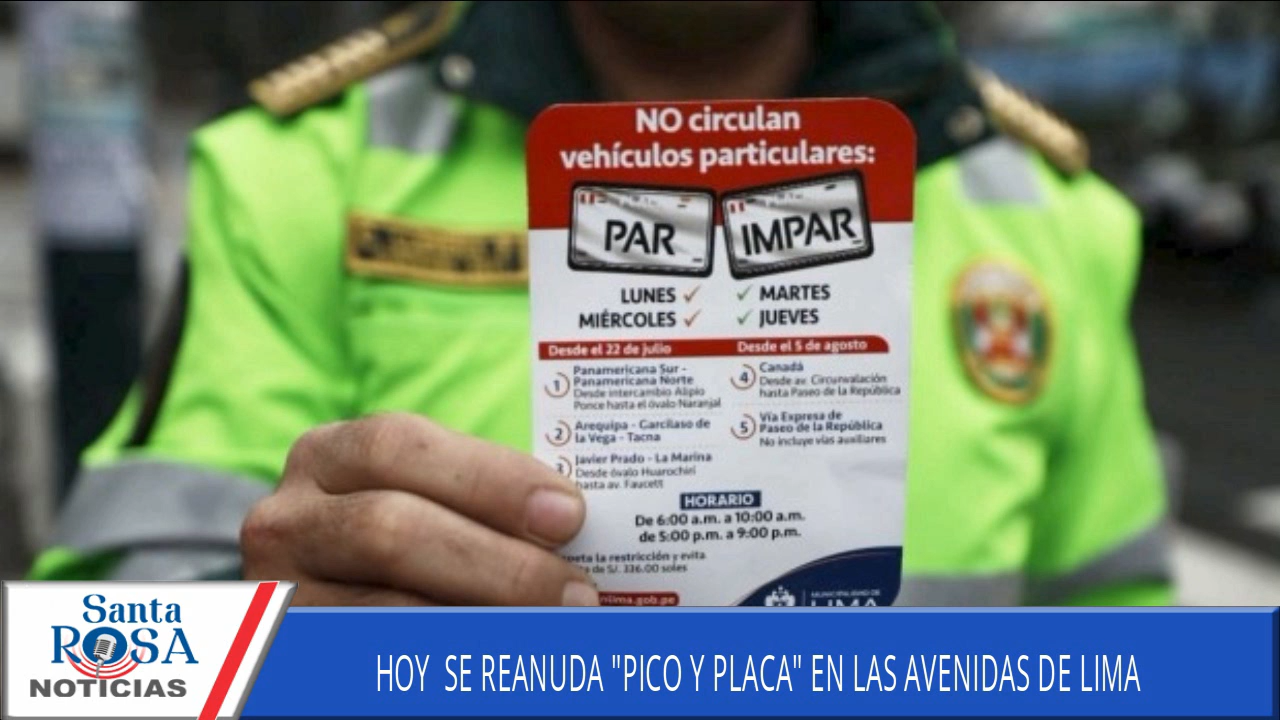 NO circulan
vehículos particulares:
PAR
IMPAR
LUNES ✓
MIÉRCOLES ✓
✓ MARTES
✓ JUEVES
Desde el 22 de julio
1 Panamericana Sur -
Panamericana Norte
Desde intercambio Alipio
Ponce hasta el óvalo Naranjal
2 Arequipa - Garcilaso de
la Vega - Tacna
3 Javier Prado - La Marina
Desde óvalo Huarochirí
hasta av. Faucett
Desde el 5 de agosto
4 Canadá
Desde av. Circunvalación
hasta Paseo de la República
5 Vía Expresa de
Paseo de la República
No incluye vías auxiliares
HORARIO
De 6:00 a.m. a 10:00 a.m.
de 5:00 p.m. a 9:00 p.m.
la restricción y evita
de S/. 336.00 soles
MUNICIPALIDAD DE
LIMA
Santa
ROSA
NOTICIAS
HOY SE REANUDA "PICO Y PLACA" EN LAS AVENIDAS DE LIMA